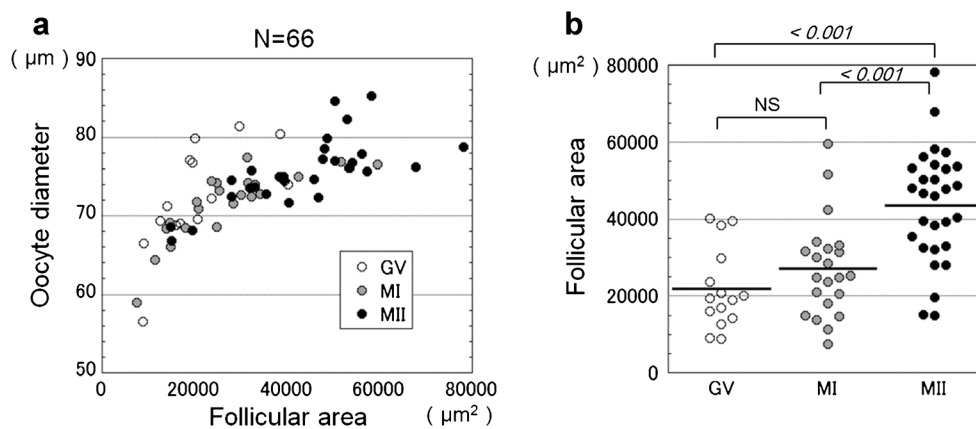 a
N=66
( μm )
90
80
70
60
50
Oocyte diameter
GV
MI
MII
0
20000
40000
60000
80000
Follicular area
( μm² )
b
< 0.001
< 0.001
NS
( μm² )
80000
60000
40000
20000
0
Follicular area
GV
MI
MII